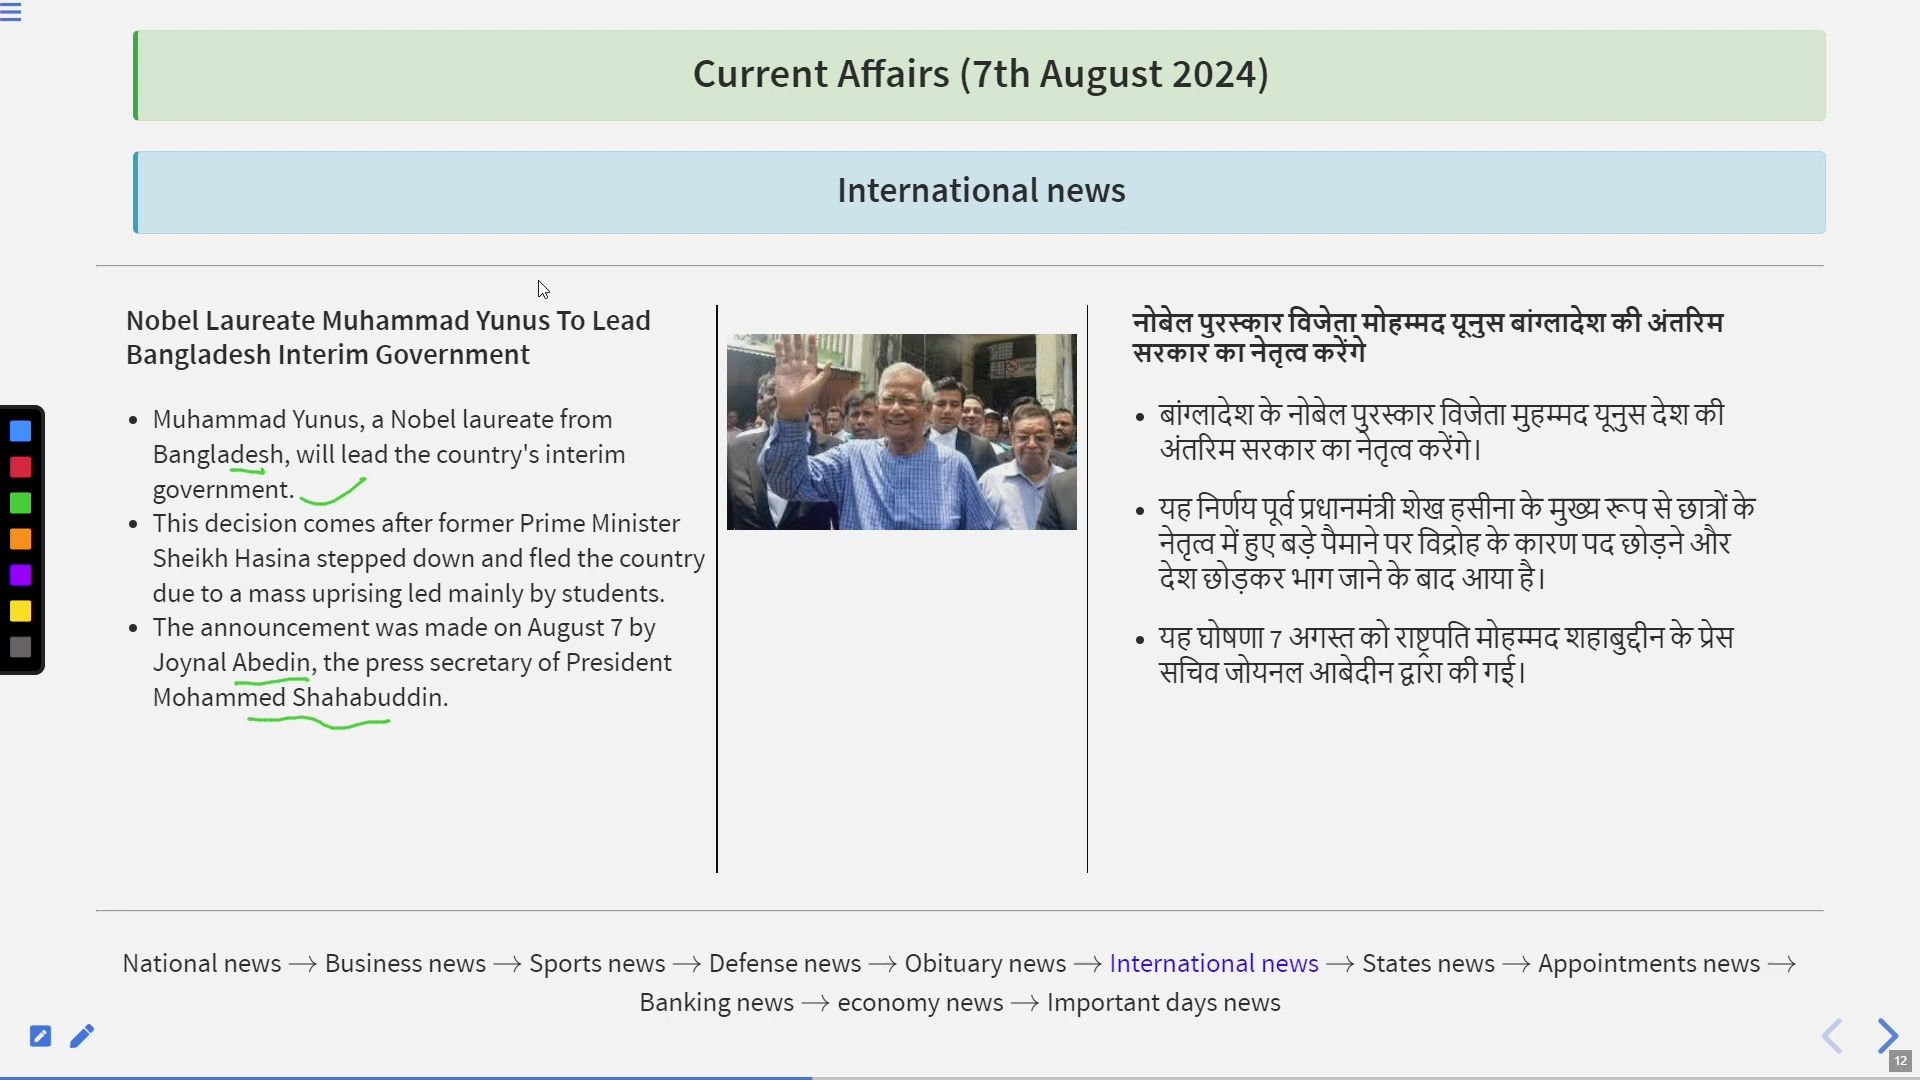 Current Affairs (7th August 2024)
International news
Nobel Laureate Muhammad Yunus To Lead
Bangladesh Interim Government
• Muhammad Yunus, a Nobel laureate from
Bangladesh, will lead the country's interim
government.
• This decision comes after former Prime Minister
Sheikh Hasina stepped down and fled the country
due to a mass uprising led mainly by students.
• The announcement was made on August 7 by
Joynal Abedin, the press secretary of President
Mohammed Shahabuddin.
नोबेल पुरस्कार विजेता मोहम्मद यूनुस बांग्लादेश की अंतरिम
सरकार का नेतृत्व करेंगे
• बांग्लादेश के नोबेल पुरस्कार विजेता मुहम्मद यूनुस देश की
अंतरिम सरकार का नेतृत्व करेंगे।
• यह निर्णय पूर्व प्रधानमंत्री शेख हसीना के मुख्य रूप से छात्रों के
नेतृत्व में हुए बड़े पैमाने पर विद्रोह के कारण पद छोड़ने और
देश छोड़कर भाग जाने के बाद आया है।
• यह घोषणा 7 अगस्त को राष्ट्रपति मोहम्मद शहाबुद्दीन के प्रेस
सचिव जोयनल आबेदीन द्वारा की गई।
National news → Business news → Sports news → Defense news → Obituary news → International news → States news → Appointments news →
Banking news → economy news → Important days news
12